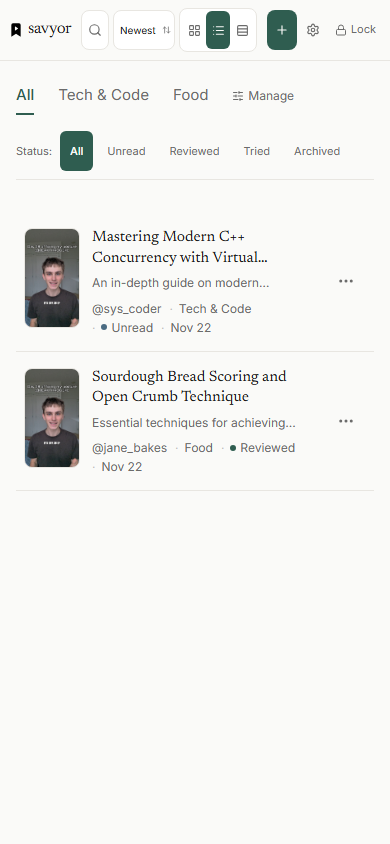 savyor
Newest
Lock
All
Tech & Code
Food
Manage
Status:
All
Unread
Reviewed
Tried
Archived
Mastering Modern C++
Concurrency with Virtual...
An in-depth guide on modern...
@sys_coder · Tech & Code
· Unread · Nov 22
Sourdough Bread Scoring and
Open Crumb Technique
Essential techniques for achieving...
@jane_bakes · Food · Reviewed
· Nov 22